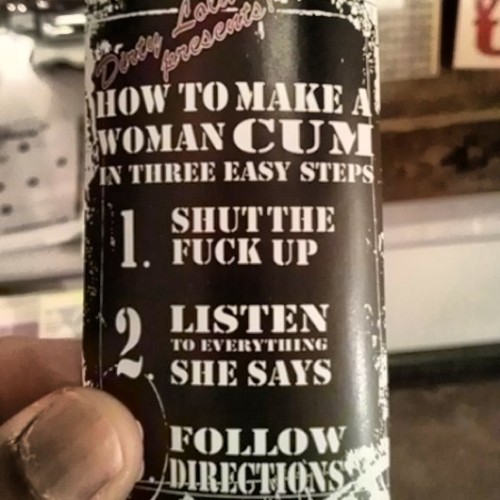 Dirty
presents
HOW TO MAKE A
WOMAN CUM
IN THREE EASY STEPS
1. SHUT THE
FUCK UP
2. LISTEN
TO EVERYTHING
SHE SAYS
FOLLOW
DIRECTIONS